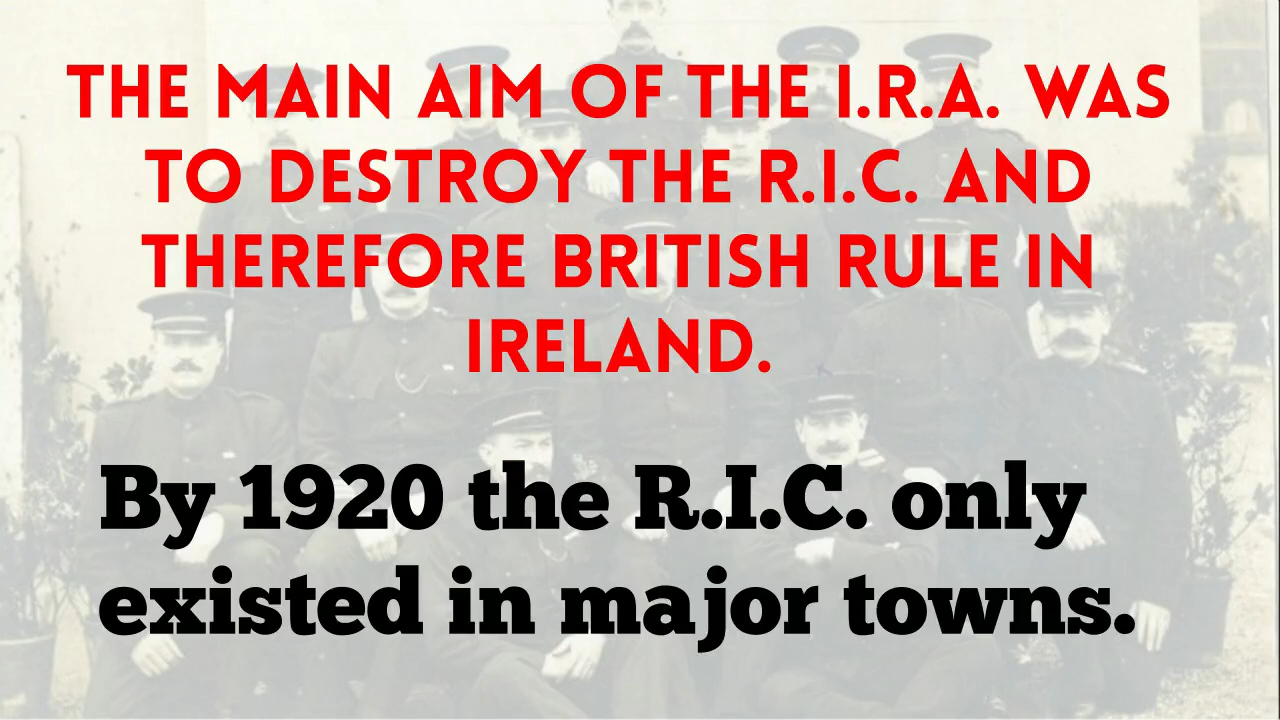 THE MAIN AIM OF THE I.R.A. WAS
TO DESTROY THE R.I.C. AND
THEREFORE BRITISH RULE IN
IRELAND.
By 1920 the R.I.C. only
existed in major towns.